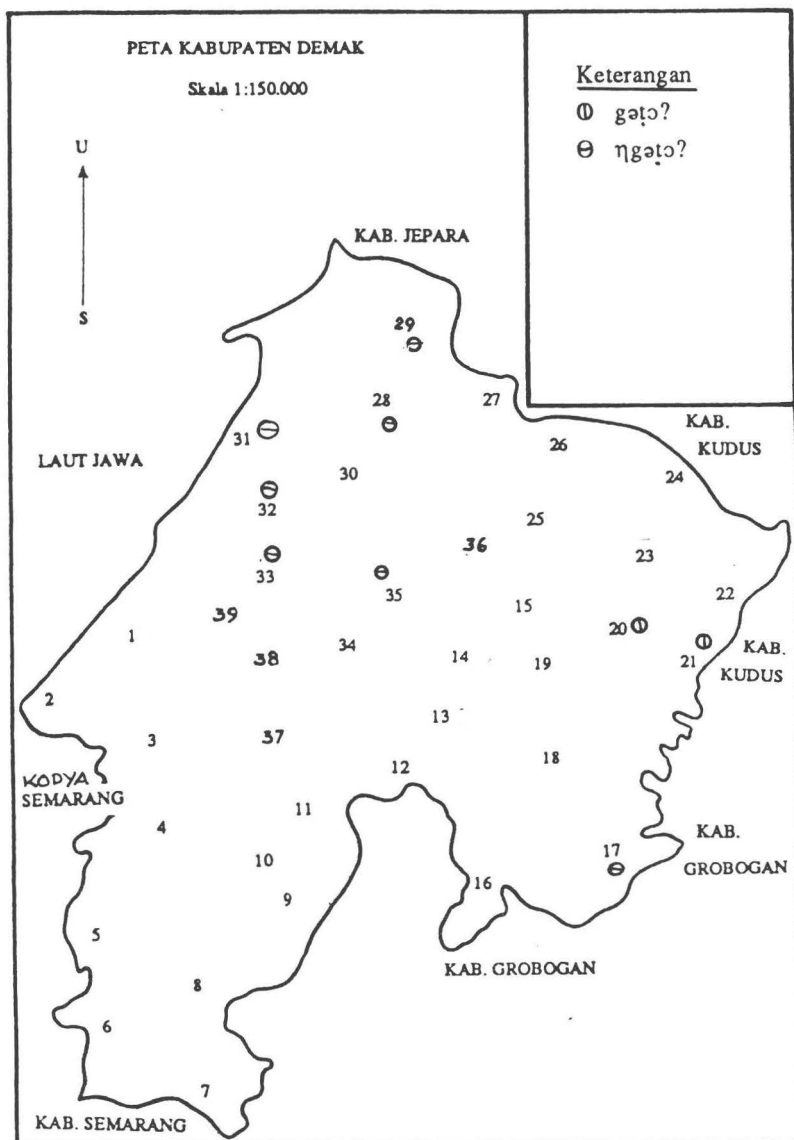 PETA KABUPATEN DEMAK
Skala 1:150.000
Keterangan
gəṭɔ?
ŋgəṭɔ?
U
S
KAB. JEPARA
29
28
27
31
26
KAB.
KUDUS
LAUT JAWA
30
24
32
25
36
33
23
35
22
39
15
1
20
34
38
14
19
21
KAB.
KUDUS
2
13
3
37
18
12
KODYA
SEMARANG
11
4
KAB.
GROBOGAN
17
10
16
9
5
KAB. GROBOGAN
8
6
7
KAB. SEMARANG